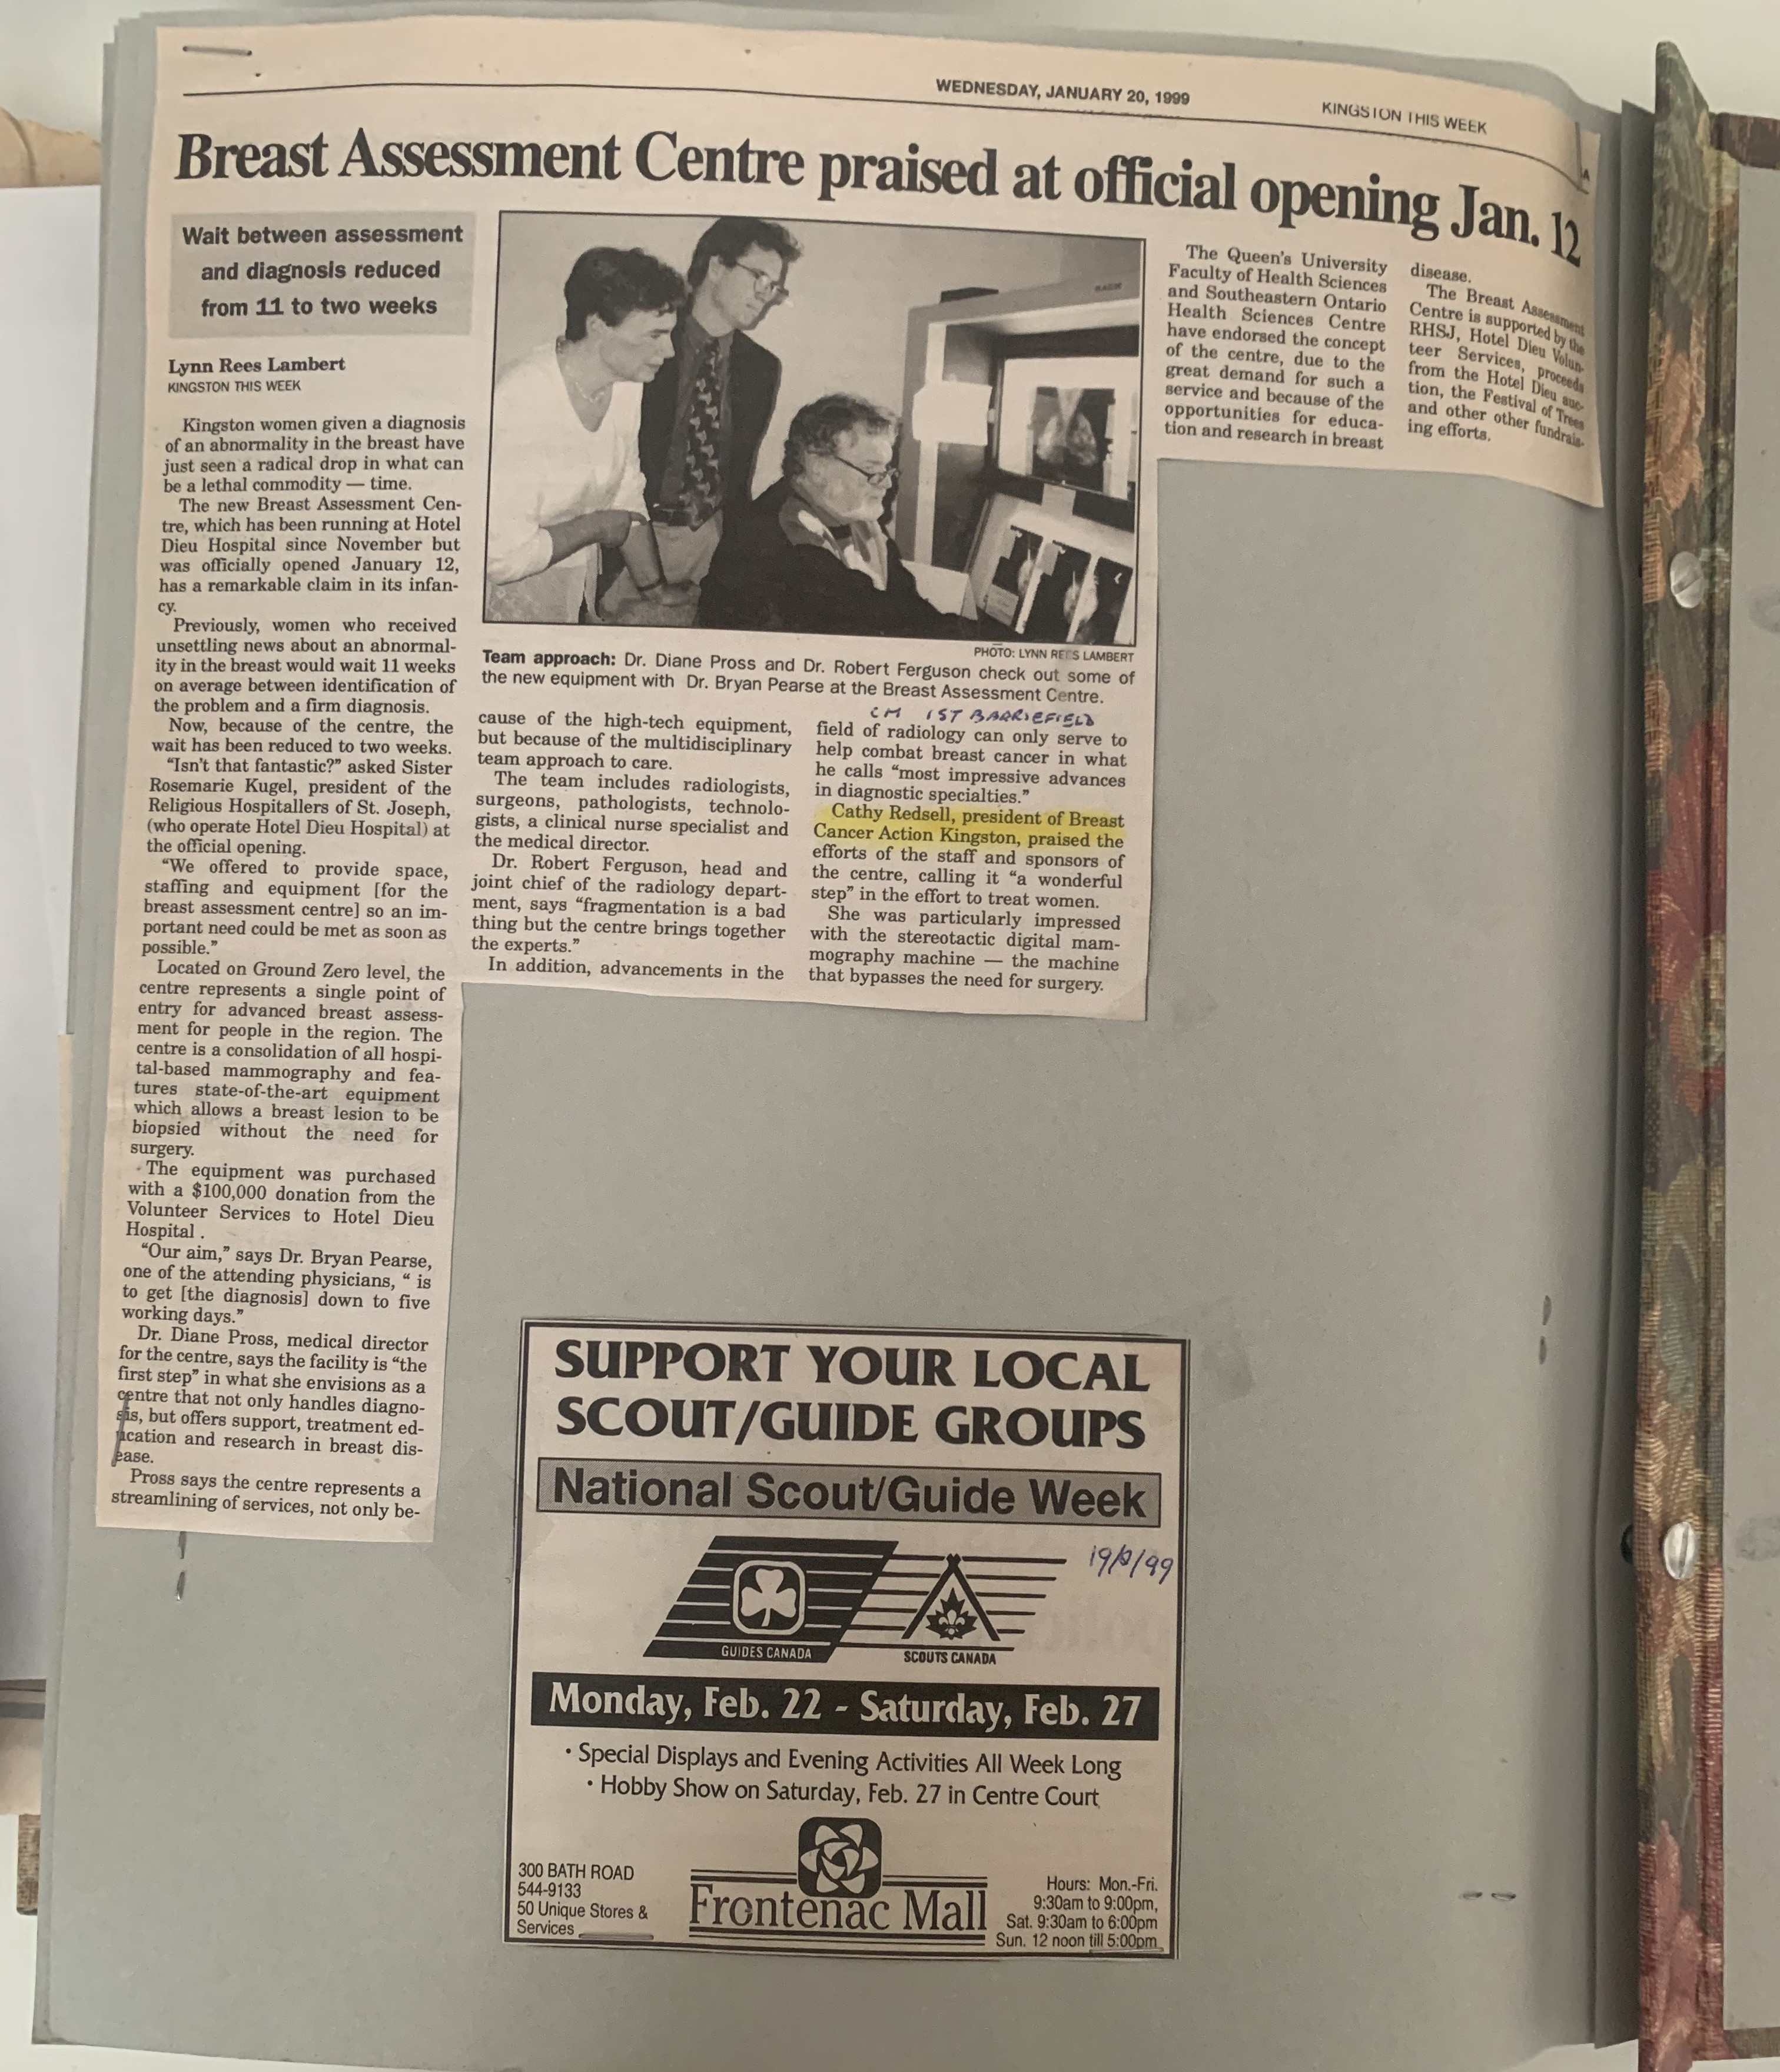 WEDNESDAY, JANUARY 20, 1999
KINGSTON THIS WEEK
Breast Assessment Centre praised at official opening Jan. 12
Wait between assessment
and diagnosis reduced
from 11 to two weeks
Lynn Rees Lambert
KINGSTON THIS WEEK
Kingston women given a diagnosis
of an abnormality in the breast have
just seen a radical drop in what can
be a lethal commodity — time.
The new Breast Assessment Cen-
tre, which has been running at Hotel
Dieu Hospital since November but
was officially opened January 12,
has a remarkable claim in its infan-
cy.
Previously, women who received
unsettling news about an abnormal-
ity in the breast would wait 11 weeks
on average between identification of
the problem and a firm diagnosis.
Now, because of the centre, the
wait has been reduced to two weeks.
“Isn't that fantastic?” asked Sister
Rosemarie Kugel, president of the
Religious Hospitallers of St. Joseph,
(who operate Hotel Dieu Hospital) at
the official opening.
“We offered to provide space,
staffing and equipment [for the
breast assessment centre] so an im-
portant need could be met as soon as
possible.”
Located on Ground Zero level, the
centre represents a single point of
entry for advanced breast assess-
ment for people in the region. The
centre is a consolidation of all hospi-
tal-based mammography and fea-
tures state-of-the-art equipment
which allows a breast lesion to be
biopsied without the need for
surgery.
The equipment was purchased
with a $100,000 donation from the
Volunteer Services to Hotel Dieu
Hospital .
“Our aim,” says Dr. Bryan Pearse,
one of the attending physicians, “ is
to get [the diagnosis] down to five
working days.”
Dr. Diane Pross, medical director
for the centre, says the facility is “the
first step” in what she envisions as a
centre that not only handles diagno-
sis, but offers support, treatment ed-
ucation and research in breast dis-
ease.
Pross says the centre represents a
streamlining of services, not only be-
PHOTO: LYNN REES LAMBERT
Team approach: Dr. Diane Pross and Dr. Robert Ferguson check out some of
the new equipment with Dr. Bryan Pearse at the Breast Assessment Centre.
cause of the high-tech equipment,
but because of the multidisciplinary
team approach to care.
The team includes radiologists,
surgeons, pathologists, technolo-
gists, a clinical nurse specialist and
the medical director.
Dr. Robert Ferguson, head and
joint chief of the radiology depart-
ment, says “fragmentation is a bad
thing but the centre brings together
the experts.”
In addition, advancements in the
CM 1ST BARRIEFIELD
field of radiology can only serve to
help combat breast cancer in what
he calls “most impressive advances
in diagnostic specialties.”
Cathy Redsell, president of Breast
Cancer Action Kingston, praised the
efforts of the staff and sponsors of
the centre, calling it “a wonderful
step” in the effort to treat women.
She was particularly impressed
with the stereotactic digital mam-
mography machine — the machine
that bypasses the need for surgery.
The Queen's University
Faculty of Health Sciences
and Southeastern Ontario
Health Sciences Centre
have endorsed the concept
of the centre, due to the
great demand for such a
service and because of the
opportunities for educa-
tion and research in breast
disease.
The Breast Assessment
Centre is supported by the
RHSJ, Hotel Dieu Volun-
teer Services, proceeds
from the Hotel Dieu auc-
tion, the Festival of Trees
and other other fundrais-
ing efforts.
SUPPORT YOUR LOCAL
SCOUT/GUIDE GROUPS
National Scout/Guide Week
GUIDES CANADA
SCOUTS CANADA
Monday, Feb. 22 - Saturday, Feb. 27
• Special Displays and Evening Activities All Week Long
• Hobby Show on Saturday, Feb. 27 in Centre Court
300 BATH ROAD
544-9133
50 Unique Stores &
Services
Frontenac Mall
Hours: Mon.-Fri.
9:30am to 9:00pm,
Sat. 9:30am to 6:00pm
Sun. 12 noon till 5:00pm